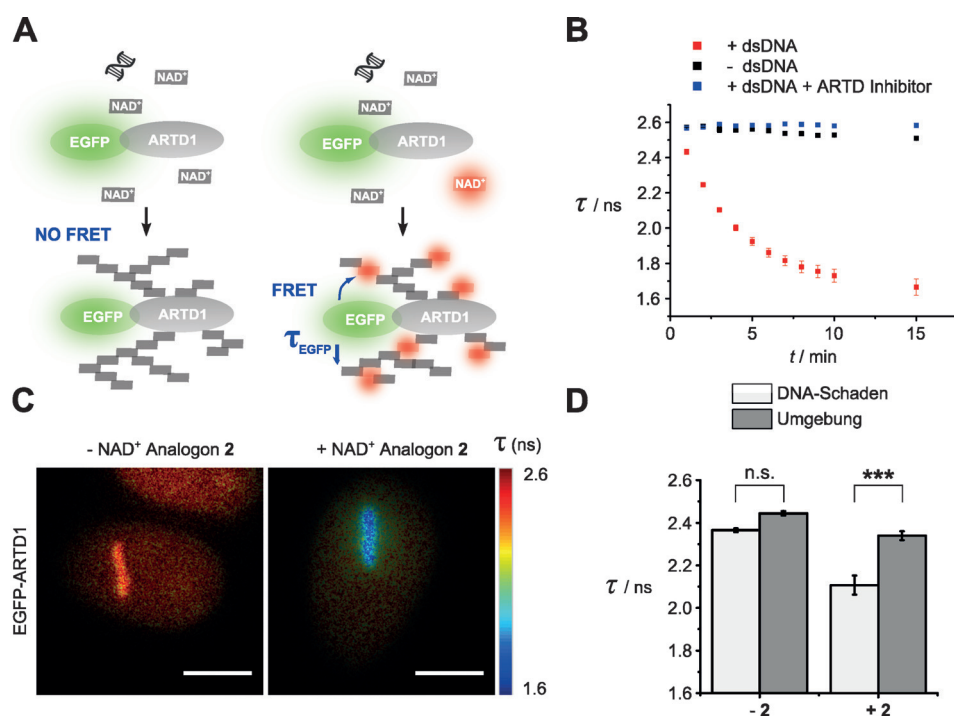 A
NAD+
NAD+
EGFP
ARTD1
NAD+
NAD+
NO FRET
EGFP
ARTD1
NAD+
NAD+
EGFP
ARTD1
NAD+
NAD+
FRET
EGFP
ARTD1
τEGFP
B
+ dsDNA
- dsDNA
+ dsDNA + ARTD Inhibitor
2.6
2.4
2.2
2.0
1.8
1.6
τ / ns
0
5
10
15
t / min
C
- NAD+ Analogon 2
+ NAD+ Analogon 2
τ (ns)
2.6
1.6
EGFP-ARTD1
D
DNA-Schaden
Umgebung
n.s.
***
2.6
2.4
2.2
2.0
1.8
1.6
τ / ns
- 2
+ 2